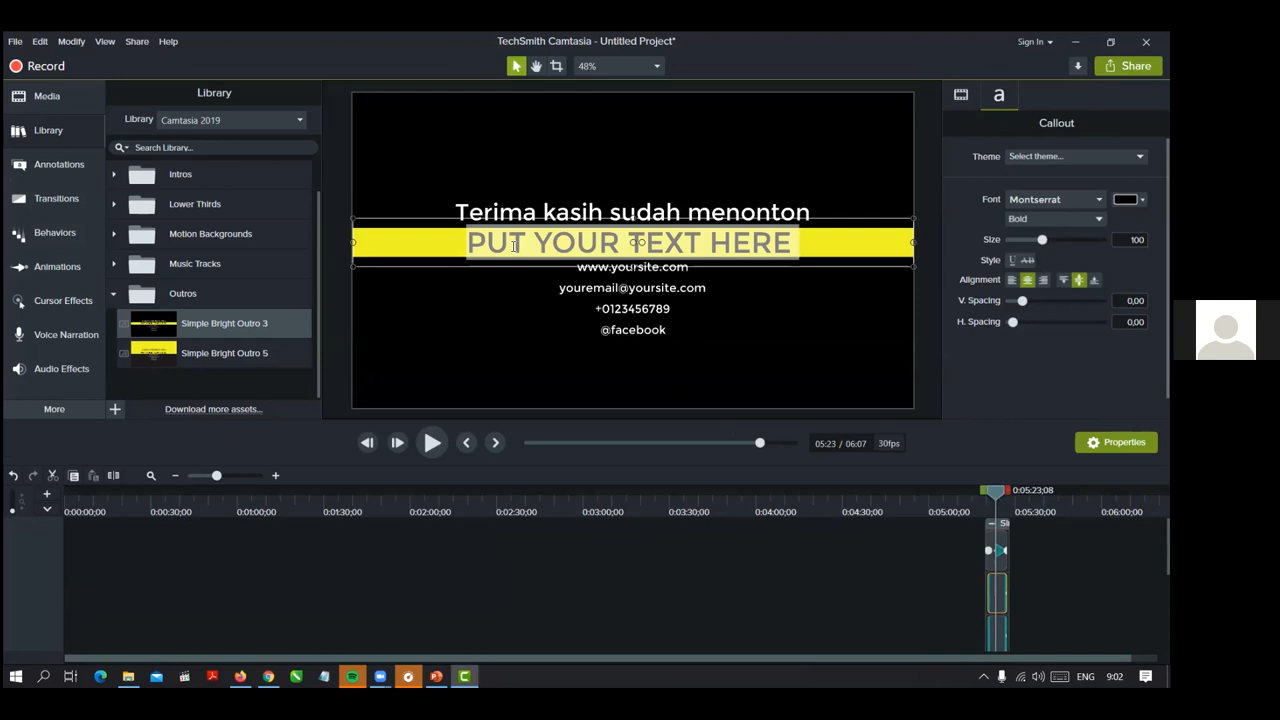 File Edit Modify View Share Help
TechSmith Camtasia - Untitled Project*
Sign In
Record
48%
Share
Media
Library
Annotations
Transitions
Behaviors
Animations
Cursor Effects
Voice Narration
Audio Effects
More
Library
Library Camtasia 2019
Search Library...
Intros
Lower Thirds
Motion Backgrounds
Music Tracks
Outros
Simple Bright Outro 3
Simple Bright Outro 5
Download more assets...
Terima kasih sudah menonton
PUT YOUR TEXT HERE
www.yoursite.com
youremail@yoursite.com
+0123456789
@facebook
a
Callout
Theme Select theme...
Font Montserrat
Bold
Size 100
Style U AB
Alignment
V. Spacing 0,00
H. Spacing 0,00
05:23 / 06:07 30fps
Properties
0:05:23;08
0:00:00;00 0:00:30;00 0:01:00;00 0:01:30;00 0:02:00;00 0:02:30;00 0:03:00;00 0:03:30;00 0:04:00;00 0:04:30;00 0:05:00;00 0:05:30;00 0:06:00;00
ENG 9:02